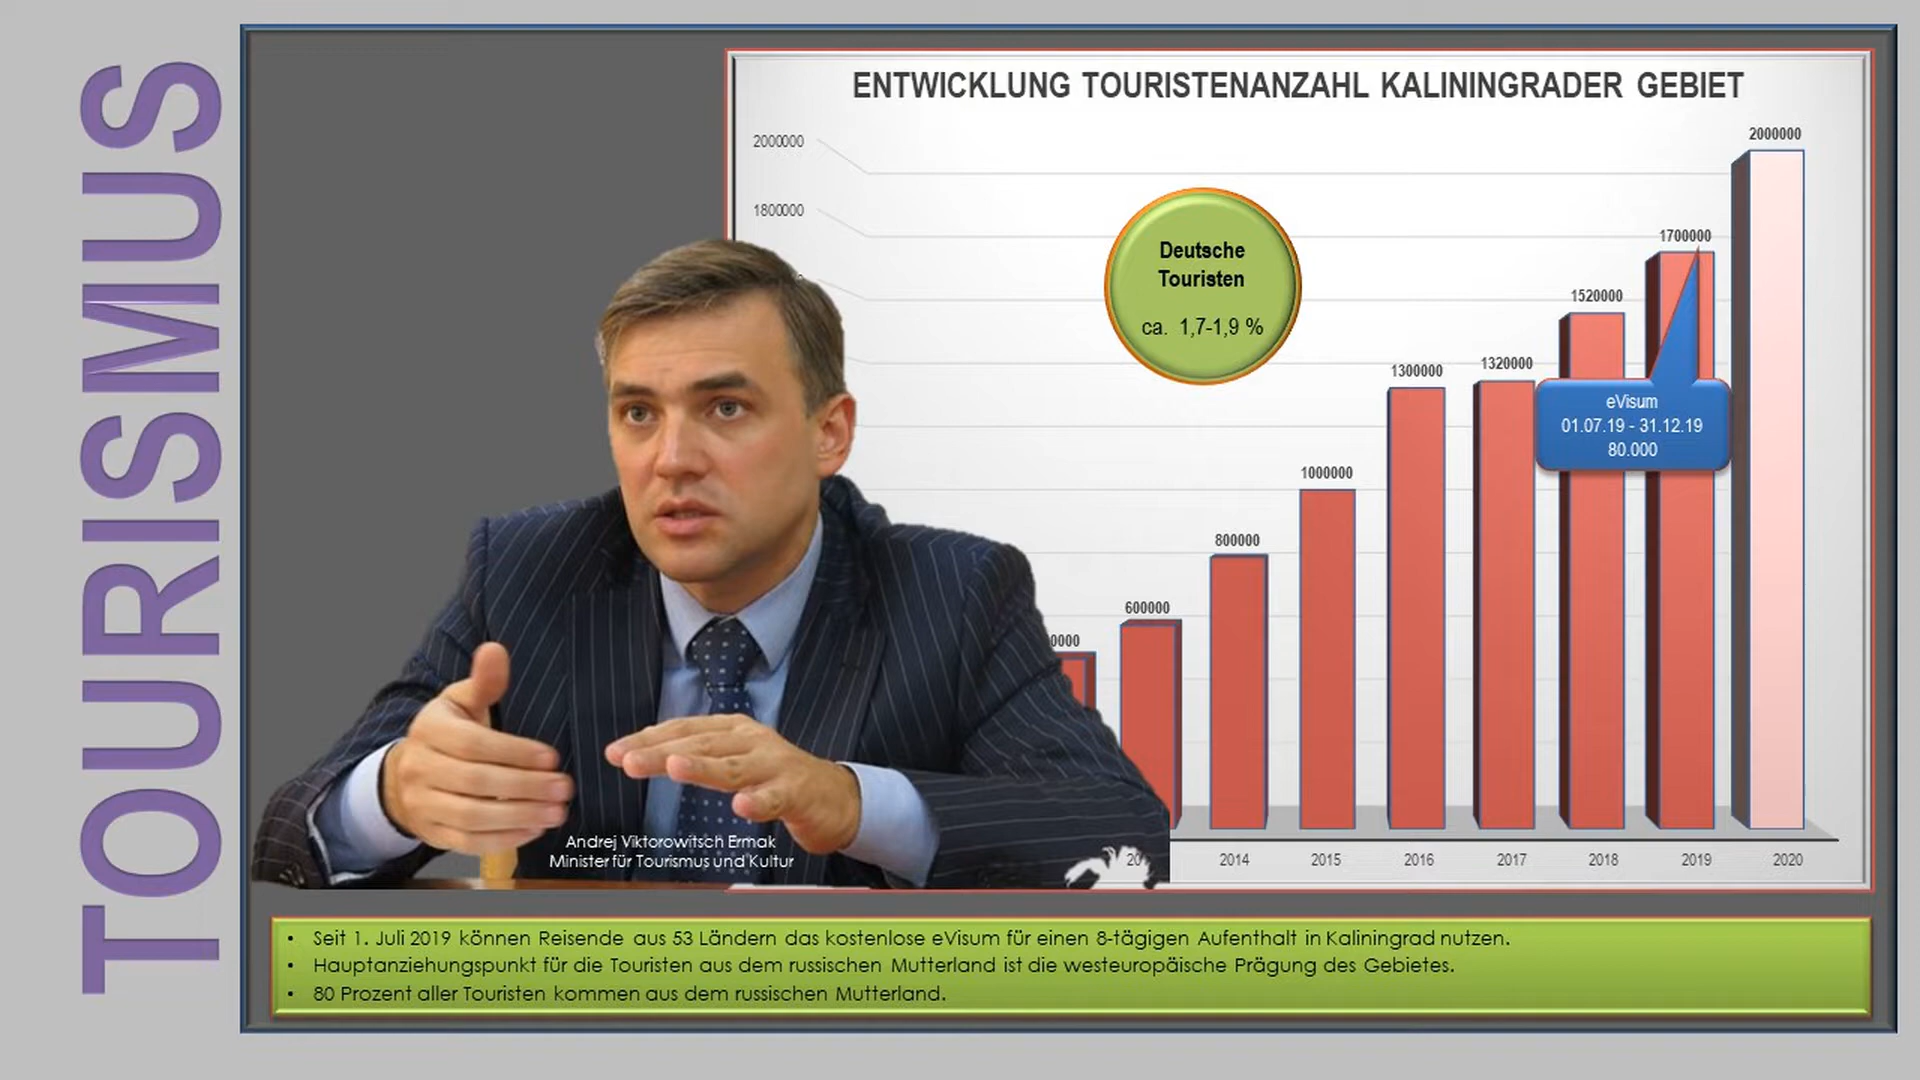 TOURISMUS
ENTWICKLUNG TOURISTENANZAHL KALININGRADER GEBIET
2000000
1800000
Deutsche
Touristen
ca. 1,7-1,9 %
600000
800000
1000000
1300000
1320000
1520000
1700000
2000000
eVisum
01.07.19 - 31.12.19
80.000
2014
2015
2016
2017
2018
2019
2020
Andrej Viktorowitsch Ermak
Minister für Tourismus und Kultur
• Seit 1. Juli 2019 können Reisende aus 53 Ländern das kostenlose eVisum für einen 8-tägigen Aufenthalt in Kaliningrad nutzen.
• Hauptanziehungspunkt für die Touristen aus dem russischen Mutterland ist die westeuropäische Prägung des Gebietes.
• 80 Prozent aller Touristen kommen aus dem russischen Mutterland.